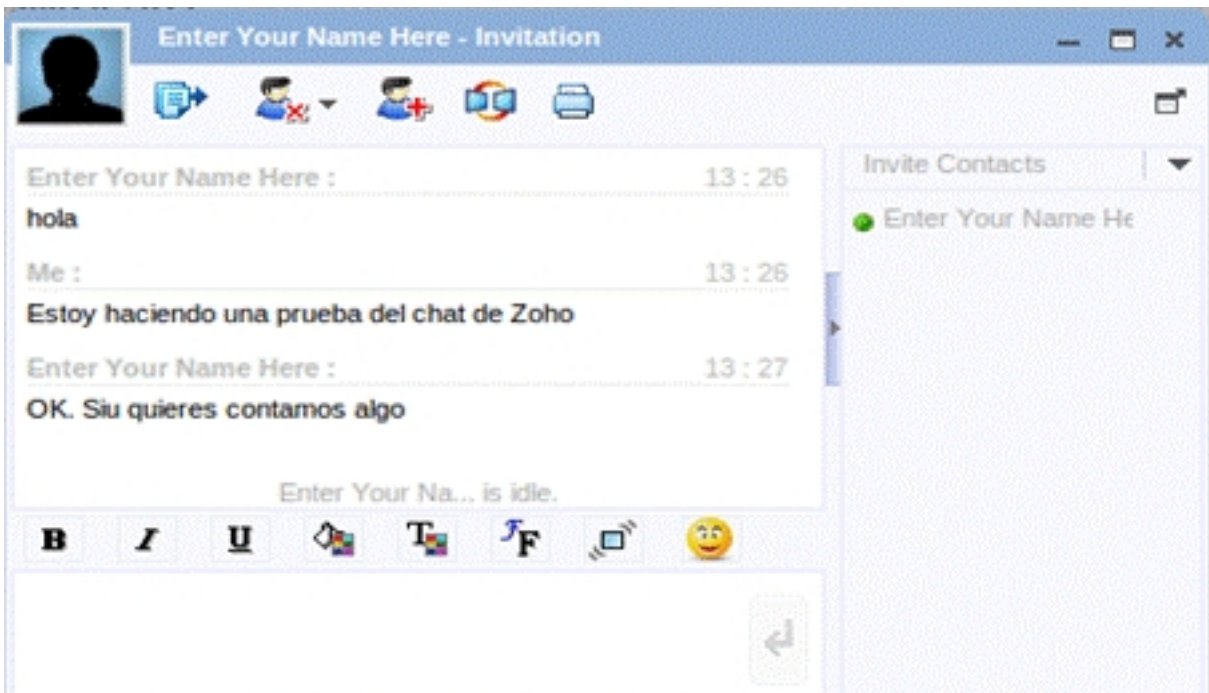 Enter Your Name Here - Invitation
Enter Your Name Here : 13 : 26
hola
Me : 13 : 26
Estoy haciendo una prueba del chat de Zoho
Enter Your Name Here : 13 : 27
OK. Siu quieres contamos algo
Enter Your Na... is idle.
B I U T F F
Invite Contacts
Enter Your Name He